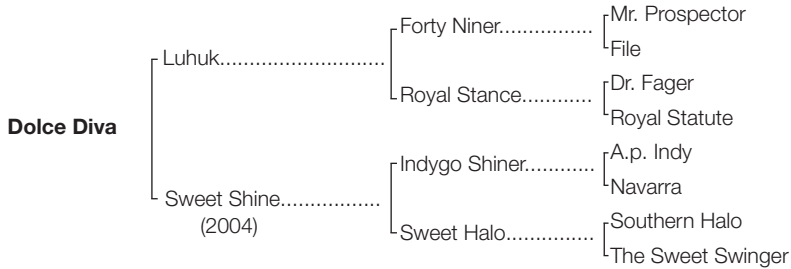 Mr. Prospector
Forty Niner................
File
Luhuk...........................
Dr. Fager
Royal Stance............
Royal Statute
Dolce Diva
A.p. Indy
Indygo Shiner............
Navarra
Sweet Shine.................
(2004)
Southern Halo
Sweet Halo...............
The Sweet Swinger